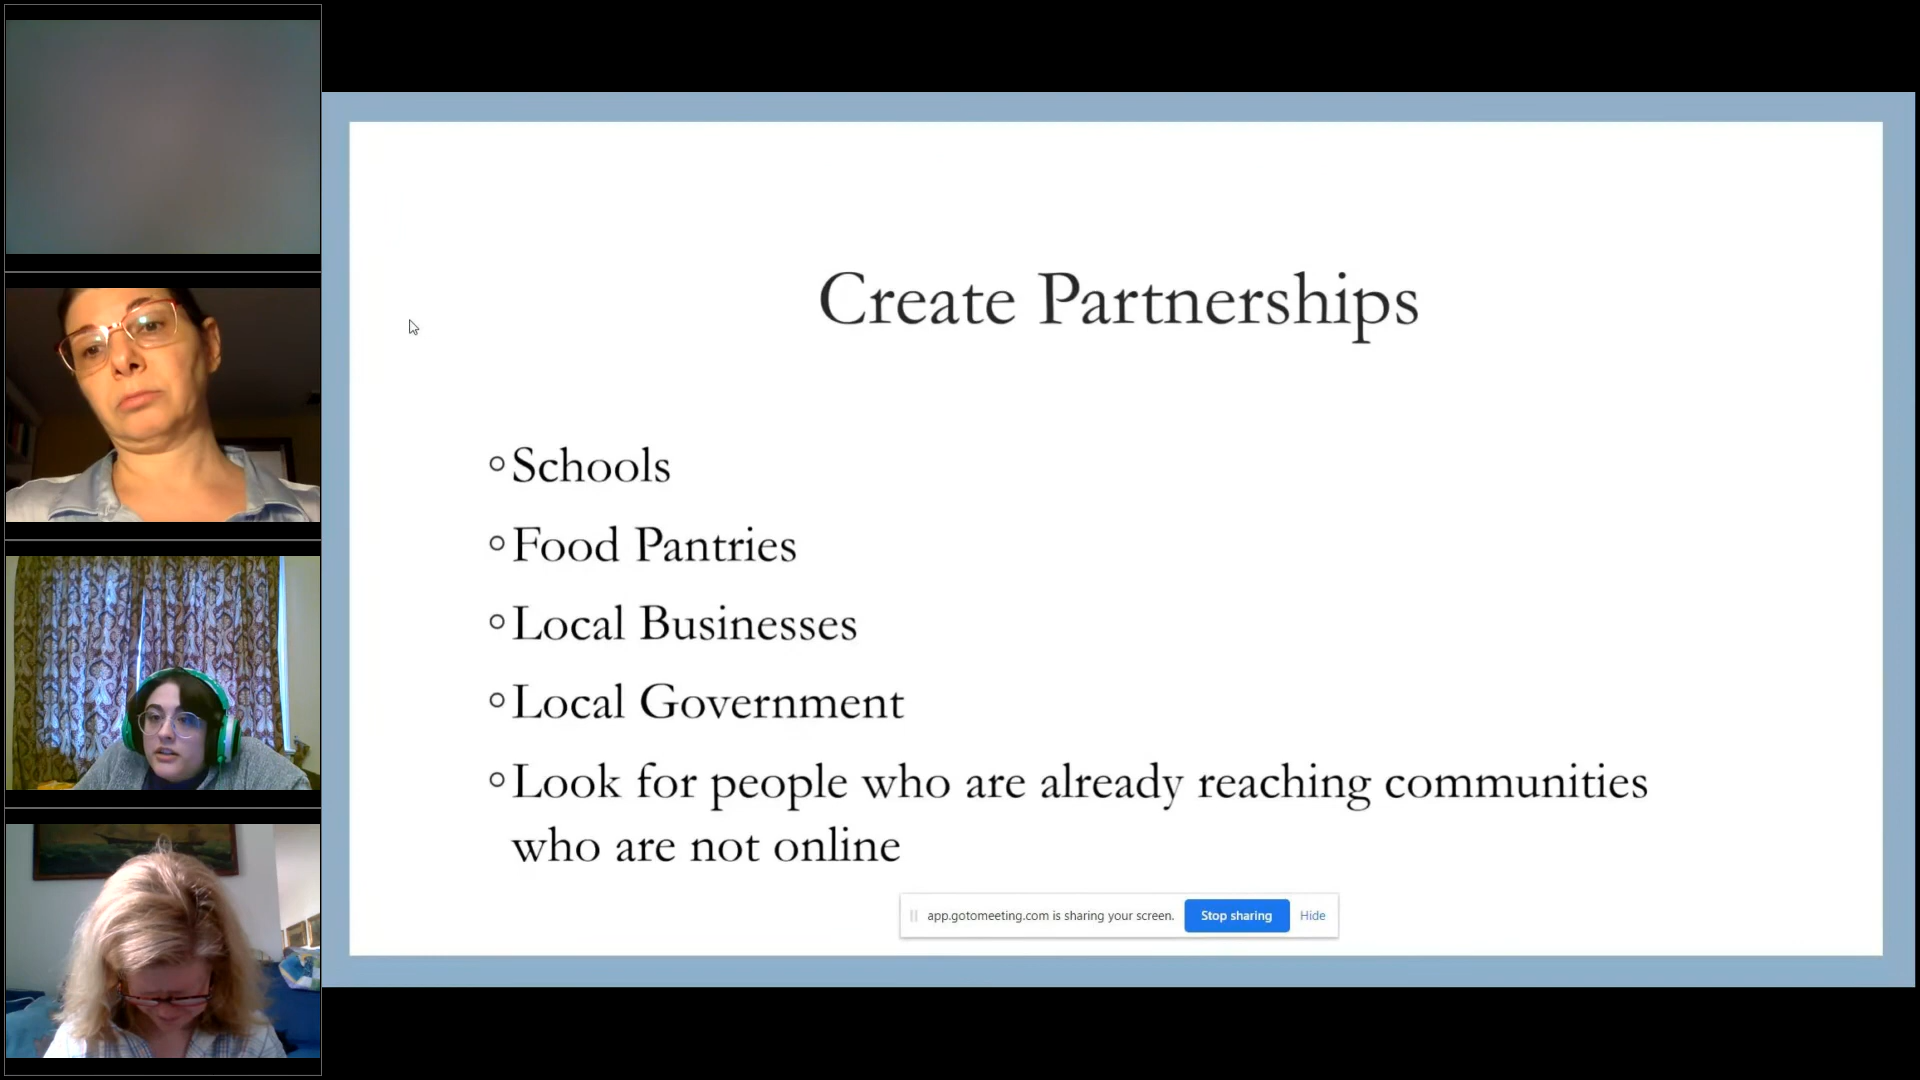 Create Partnerships
Schools
Food Pantries
Local Businesses
Local Government
Look for people who are already reaching communities
who are not online
app.gotomeeting.com is sharing your screen. Stop sharing Hide